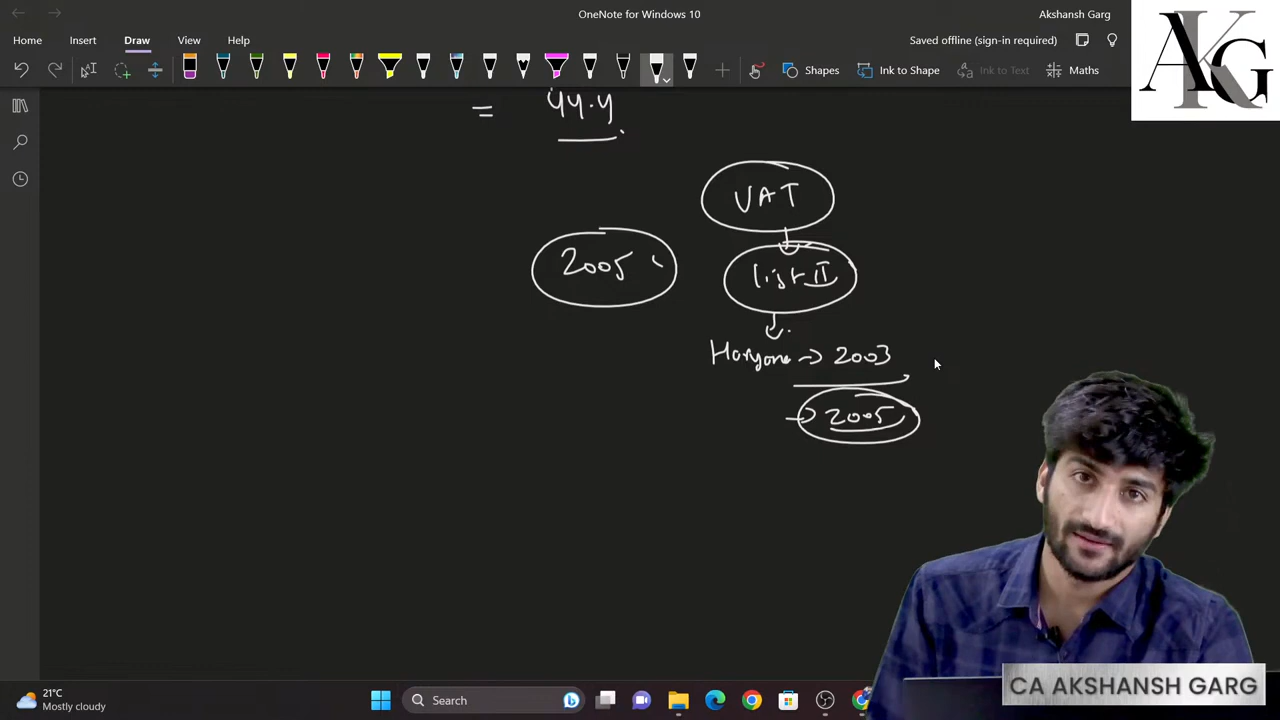 OneNote for Windows 10
Akshansh Garg
Home Insert Draw View Help
Saved offline (sign-in required)
Shapes
Ink to Shape
Ink to Text
Maths
AKG
= 44.4
VAT
2005
list II
Haryana → 2003
→ 2005
CA AKSHANSH GARG
21°C
Mostly cloudy
Search